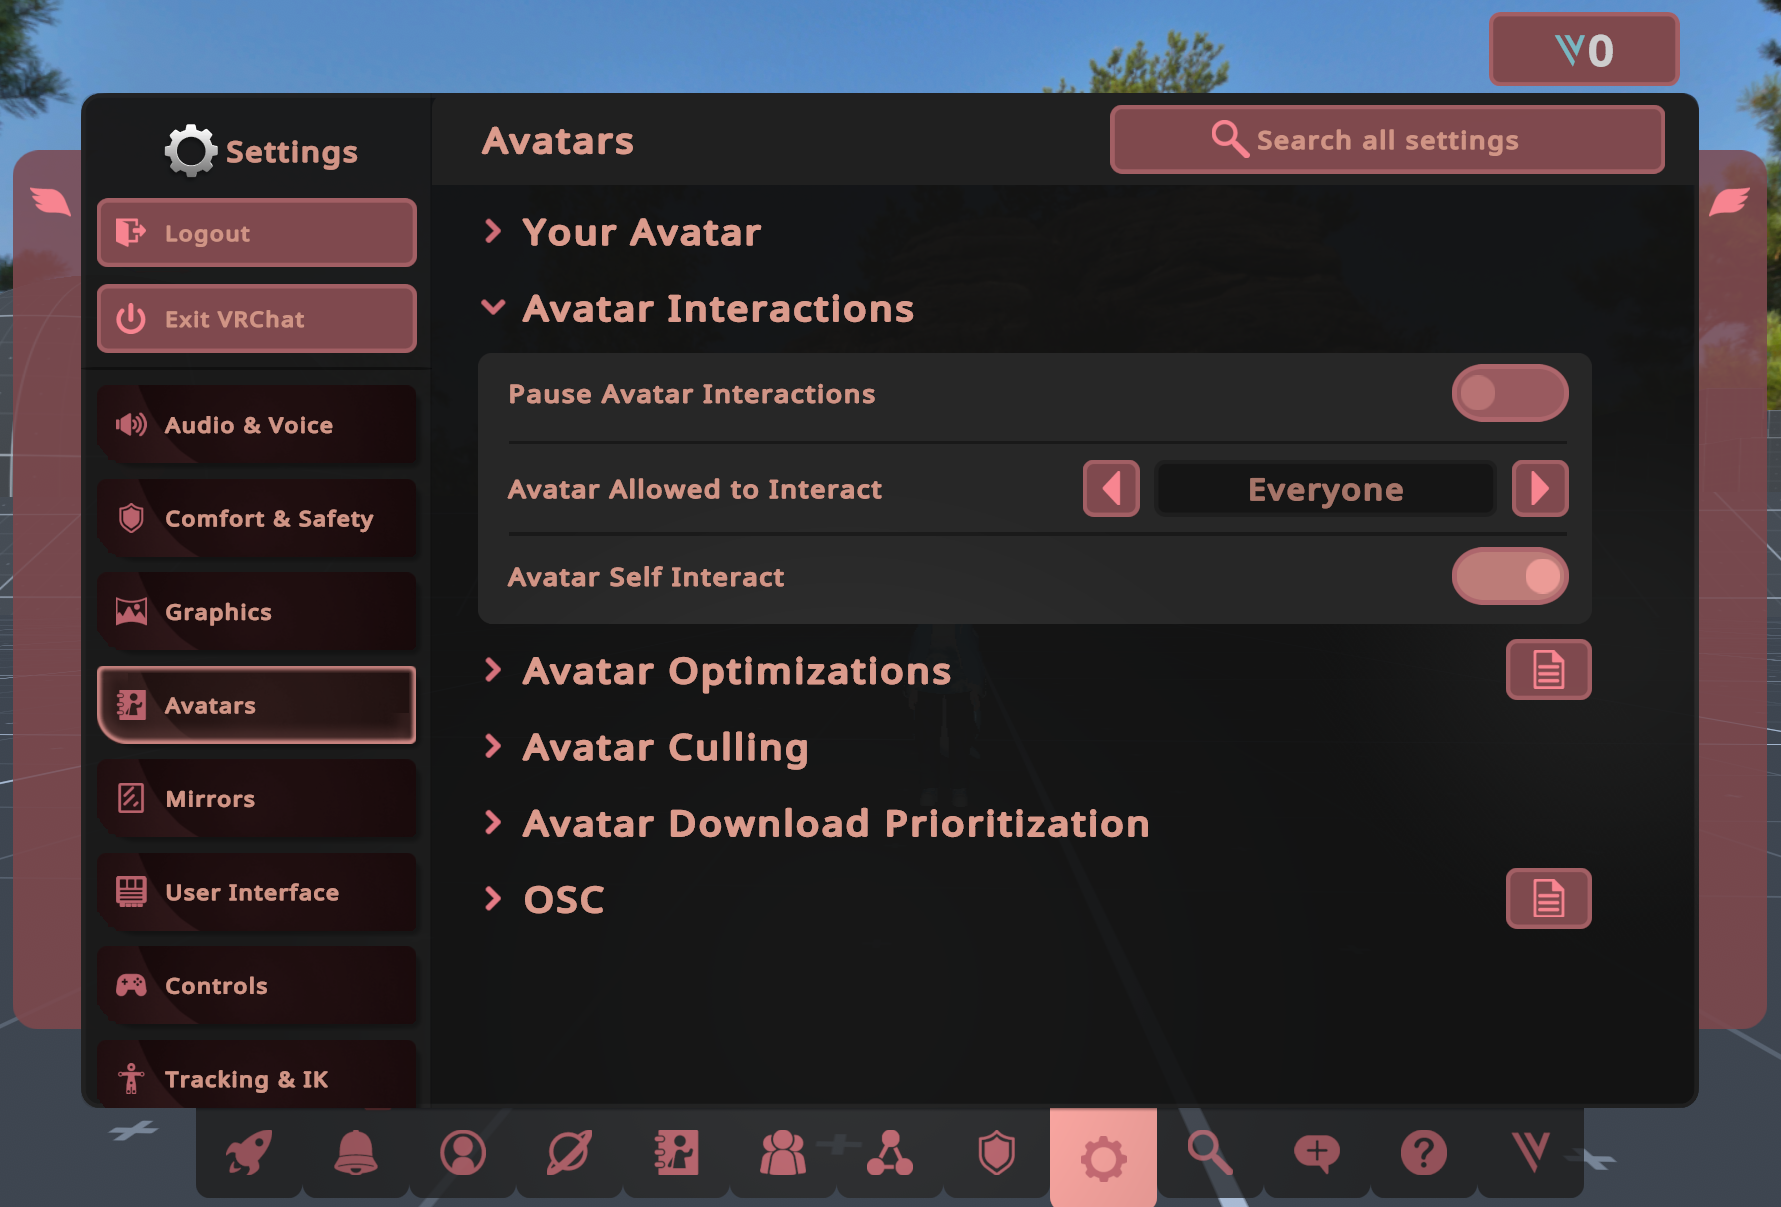 0
Settings
Avatars
Search all settings
Logout
Exit VRChat
Audio & Voice
Comfort & Safety
Graphics
Avatars
Mirrors
User Interface
Controls
Tracking & IK
Your Avatar
Avatar Interactions
Pause Avatar Interactions
Avatar Allowed to Interact
Everyone
Avatar Self Interact
Avatar Optimizations
Avatar Culling
Avatar Download Prioritization
OSC